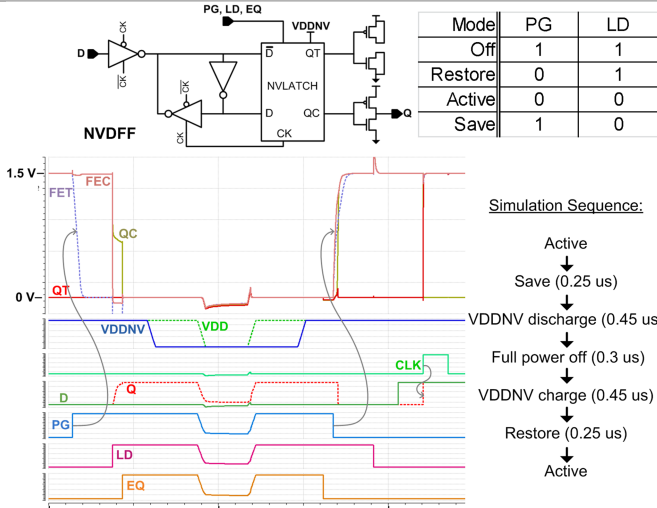 PG, LD, EQ
VDDNV
CK
D
D
QT
NVLATCH
CK
CK
D
QC
Q
CK
CK
NVDFF
Mode PG LD
Off 1 1
Restore 0 1
Active 0 0
Save 1 0
1.5 V
FEC
FET
QC
QT
0 V
VDDNV
VDD
CLK
Q
D
PG
LD
EQ
Simulation Sequence:
Active
Save (0.25 us)
VDDNV discharge (0.45 us
Full power off (0.3 us)
VDDNV charge (0.45 us)
Restore (0.25 us)
Active